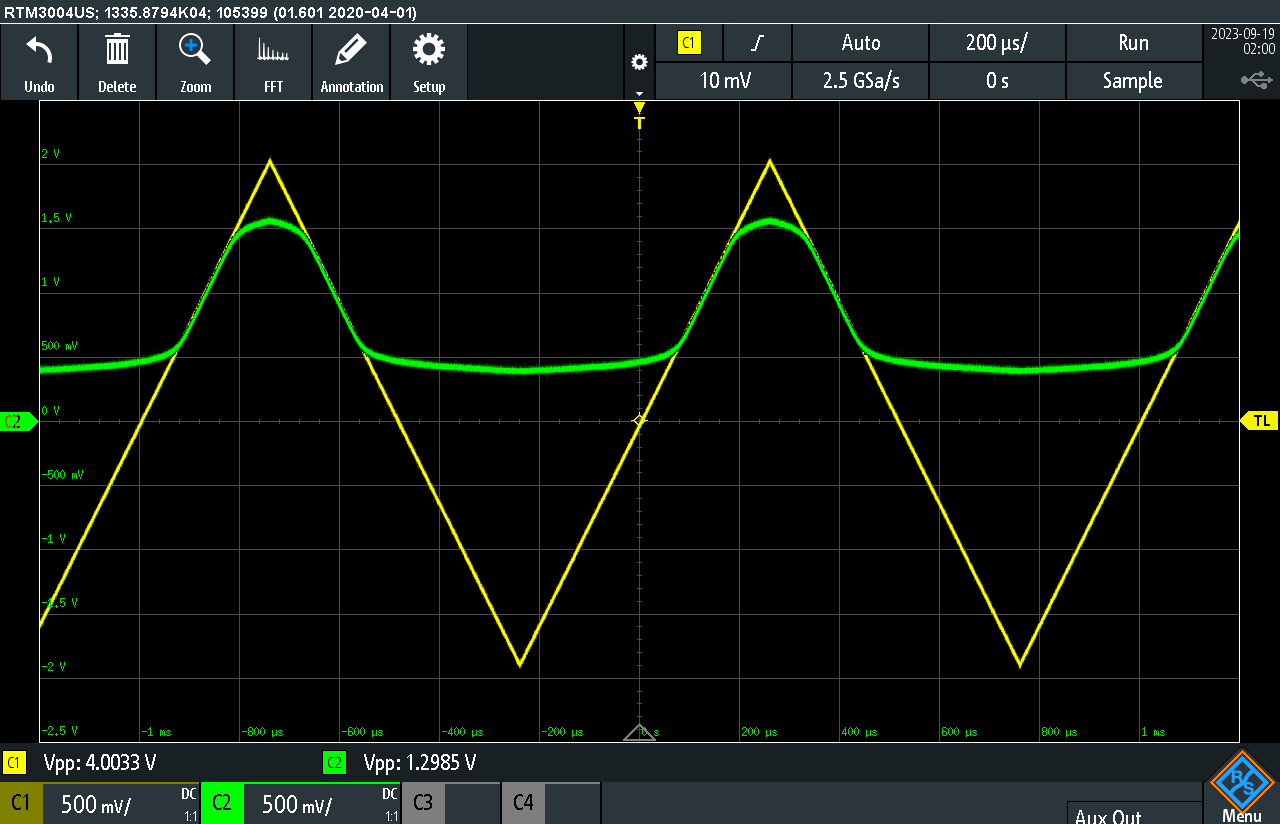 RTM3004US; 1335.8794K04; 105399 (01.601 2020-04-01)
Undo Delete Zoom FFT Annotation Setup
C1 Auto 200 µs/ Run 2023-09-19
02:00
10 mV 2.5 GSa/s 0 s Sample
T
2 V
1.5 V
1 V
500 mV
0 V
C2 TL
-500 mV
-1 V
-1.5 V
-2 V
-2.5 V -1 ms -800 µs -600 µs -400 µs -200 µs 0 s 200 µs 400 µs 600 µs 800 µs 1 ms
C1 Vpp: 4.0033 V C2 Vpp: 1.2985 V
C1 500 mV/ DC 1:1 C2 500 mV/ DC 1:1 C3 C4
R S
Aux Out Menu